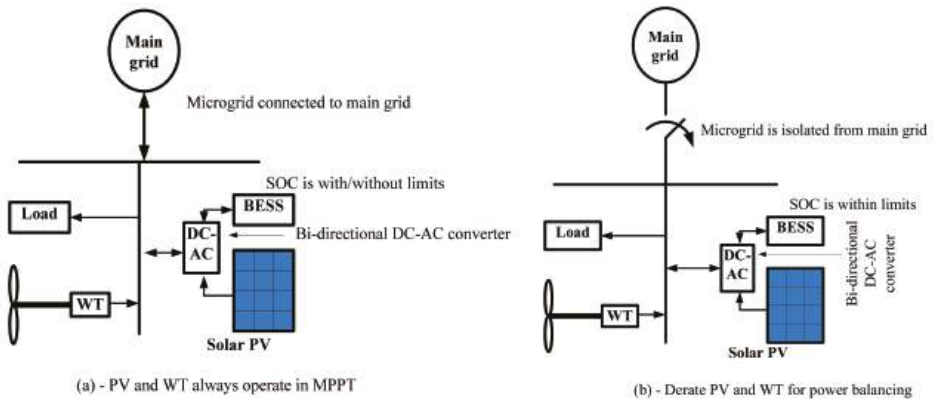 Main
grid
Microgrid connected to main grid
SOC is with/without limits
Load
BESS
DC-
AC
Bi-directional DC-AC converter
WT
Solar PV
(a) - PV and WT always operate in MPPT
Main
grid
Microgrid is isolated from main grid
SOC is within limits
Load
BESS
DC-
AC
Bi-directional
DC-AC
converter
WT
Solar PV
(b) - Derate PV and WT for power balancing